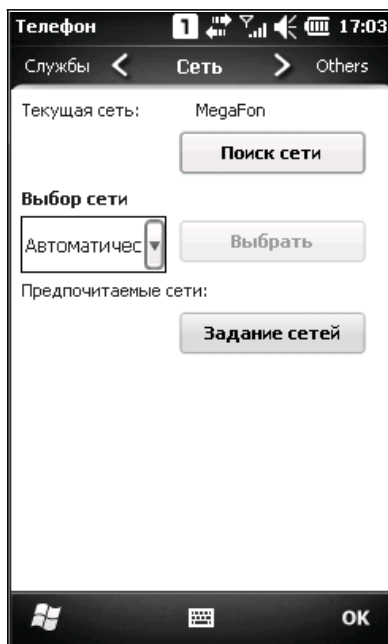 Телефон 1 17:03
Службы < Сеть > Others
Текущая сеть: MegaFon
Поиск сети
Выбор сети
Автоматичес Выбрать
Предпочитаемые сети:
Задание сетей
OK